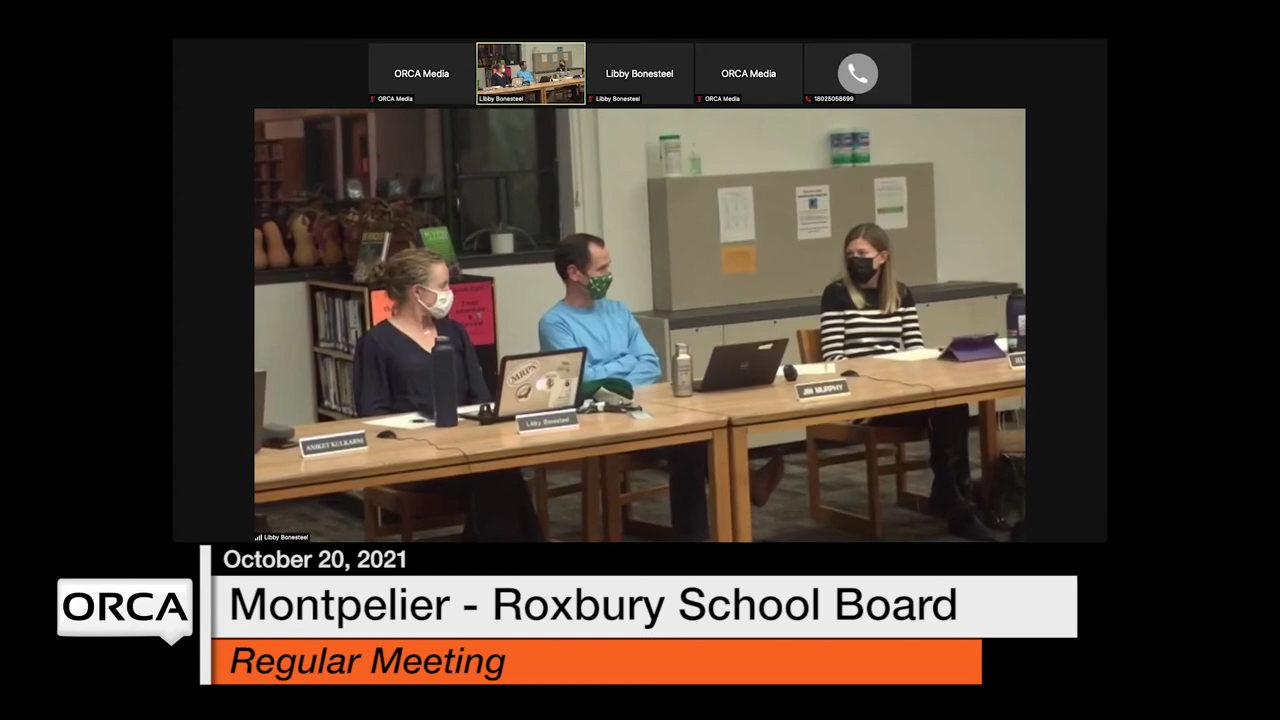 ORCA Media
Libby Bonesteel
ORCA Media
ORCA Media
Libby Bonesteel
Libby Bonesteel
ORCA Media
18025058699
MRPS
ANIKET KULKARNI
Libby Bonesteel
JIM MURPHY
Libby Bonesteel
October 20, 2021
ORCA
Montpelier - Roxbury School Board
Regular Meeting